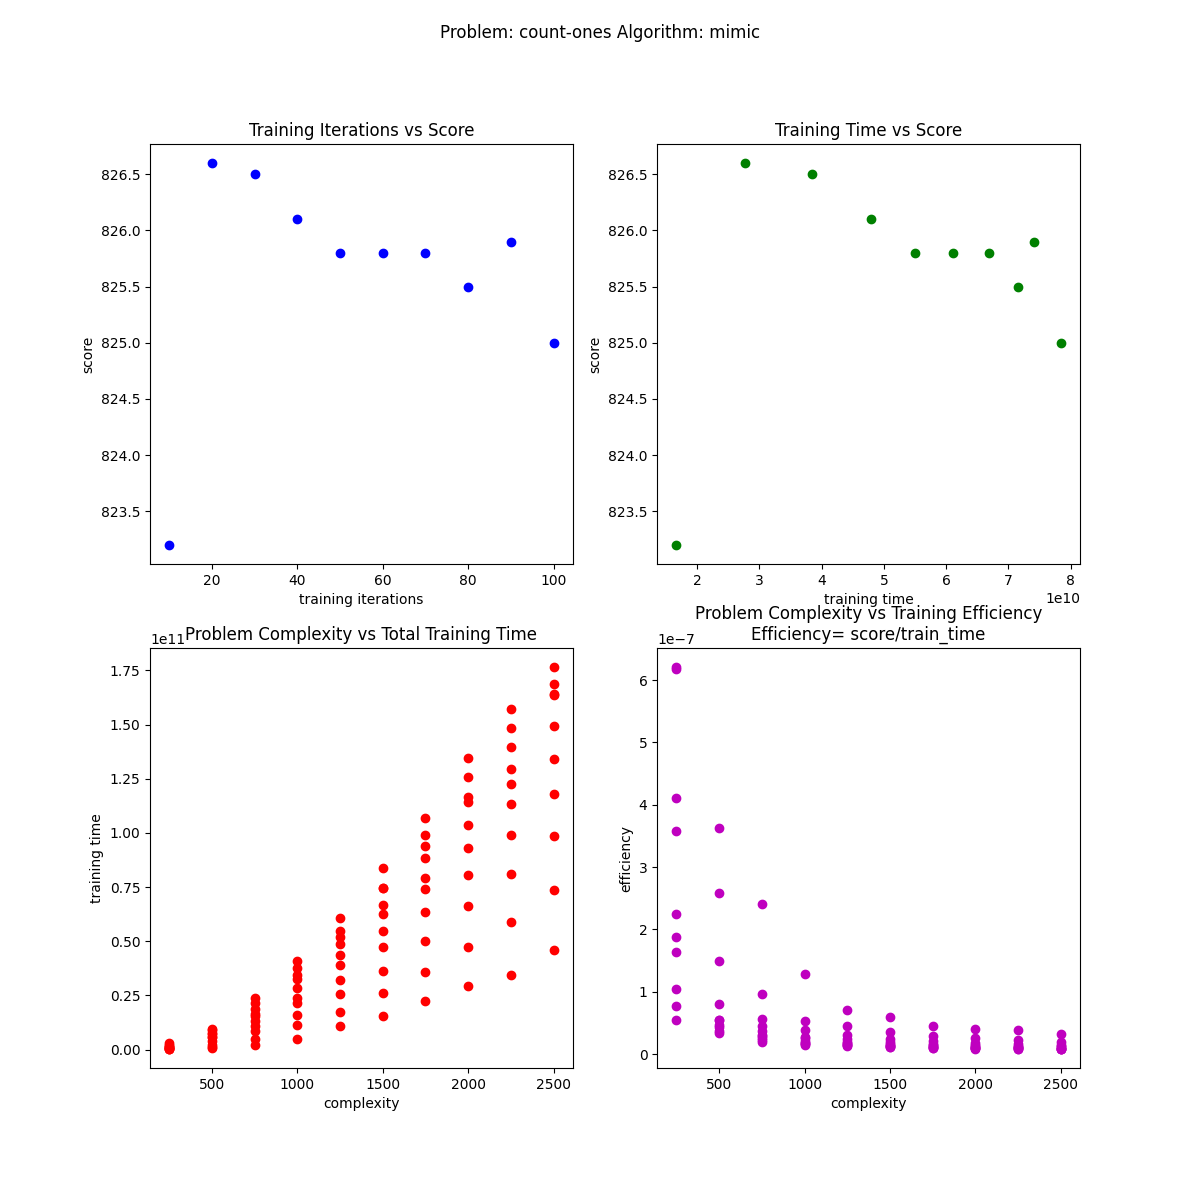 Problem: count-ones Algorithm: mimic
Training Iterations vs Score
826.5
826.0
825.5
825.0
824.5
824.0
823.5
score
20 40 60 80 100
training iterations
Training Time vs Score
826.5
826.0
825.5
825.0
824.5
824.0
823.5
score
2 3 4 5 6 7 8
1e10
training time
1e11
Problem Complexity vs Total Training Time
1.75
1.50
1.25
1.00
0.75
0.50
0.25
0.00
training time
500 1000 1500 2000 2500
complexity
Problem Complexity vs Training Efficiency
Efficiency= score/train_time
1e−7
6
5
4
3
2
1
0
efficiency
500 1000 1500 2000 2500
complexity